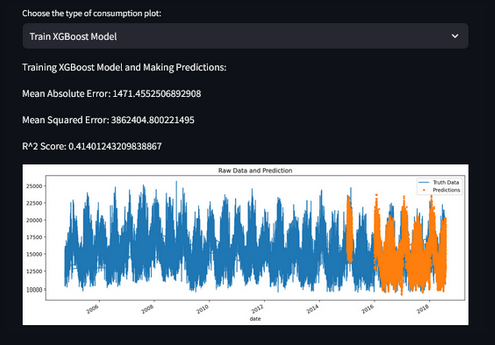 Choose the type of consumption plot:
Train XGBoost Model
Training XGBoost Model and Making Predictions:
Mean Absolute Error: 1471.4552506892908
Mean Squared Error: 3862404.800221495
R^2 Score: 0.41401243209838867
Raw Data and Prediction
Truth Data
Predictions
25000
22500
20000
17500
15000
12500
10000
2006
2008
2010
2012
2014
2016
2018
date